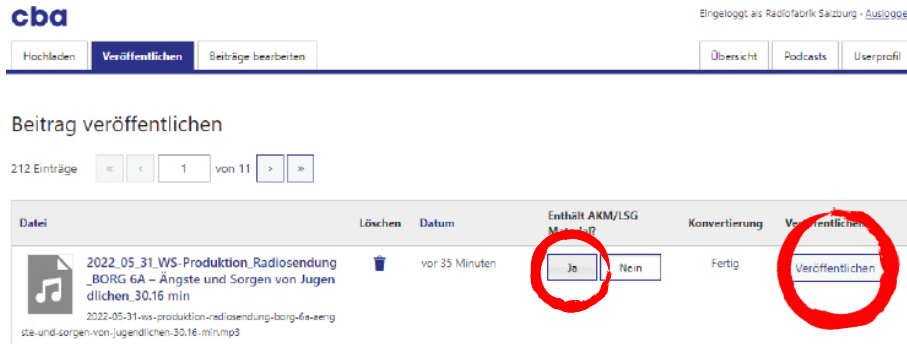 cba
Eingeloggt als Radiofabrik Salzburg · Auslogge
Hochladen Veröffentlichen Beiträge bearbeiten Übersicht Podcasts Userprofil
Beitrag veröffentlichen
212 Einträge « ‹ 1 von 11 › »
Datei Löschen Datum Enthält AKM/LSG Material? Konvertierung Veröffentlichen
2022_05_31_WS-Produktion_Radiosendung
_BORG 6A – Ängste und Sorgen von Jugen
dlichen_30.16 min
vor 35 Minuten Ja Nein Fertig Veröffentlichen
2022-05-31-ws-produktion-radiosendung-borg-6a-aeng
ste-und-sorgen-von-jugendlichen-30.16-min.mp3